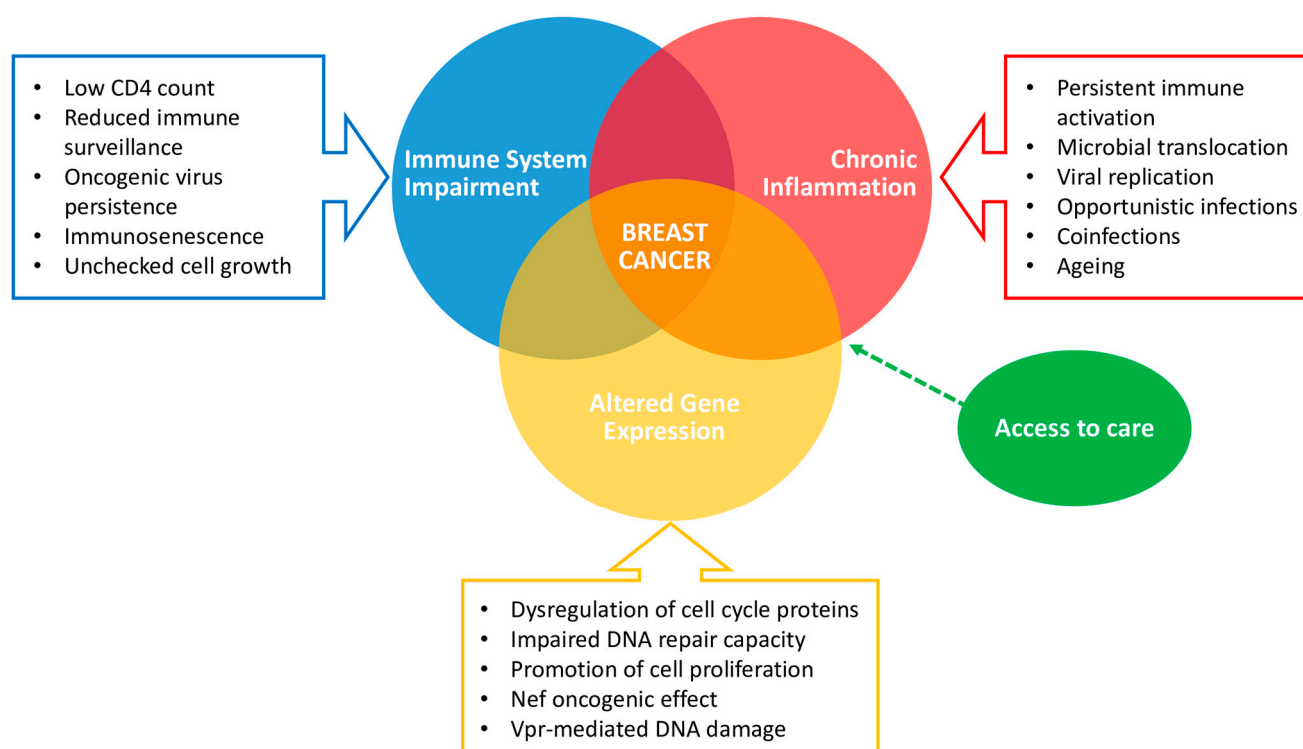 • Low CD4 count
• Reduced immune
surveillance
• Oncogenic virus
persistence
• Immunosenescence
• Unchecked cell growth
Immune System
Impairment
Chronic
Inflammation
BREAST
CANCER
Altered Gene
Expression
• Persistent immune
activation
• Microbial translocation
• Viral replication
• Opportunistic infections
• Coinfections
• Ageing
Access to care
• Dysregulation of cell cycle proteins
• Impaired DNA repair capacity
• Promotion of cell proliferation
• Nef oncogenic effect
• Vpr-mediated DNA damage